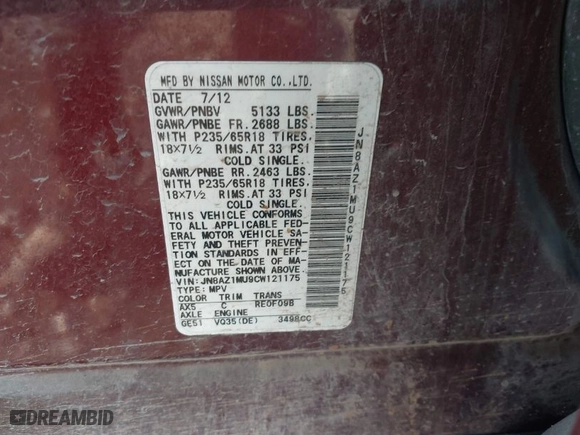 MFD BY NISSAN MOTOR CO.,LTD.
DATE 7/12
GVWR/PNBV 5133 LBS.
GAWR/PNBE FR. 2688 LBS.
WITH P235/65R18 TIRES.
18×7½ RIMS. AT 33 PSI
COLD SINGLE.
GAWR/PNBE RR. 2463 LBS.
WITH P235/65R18 TIRES.
18×7½ RIMS. AT 33 PSI
COLD SINGLE.
THIS VEHICLE CONFORMS
TO ALL APPLICABLE FED-
ERAL MOTOR VEHICLE SA-
FETY AND THEFT PREVEN-
TION STANDARDS IN EFF-
ECT ON THE DATE OF MA-
NUFACTURE SHOWN ABOVE.
VIN: JN8AZ1MU9CW121175
TYPE: MPV
COLOR TRIM TRANS
AX5 C RE0F09B
AXLE ENGINE
GE51 VQ35(DE) 3498CC
JN8AZ1MU9CW121175
DREAMBID